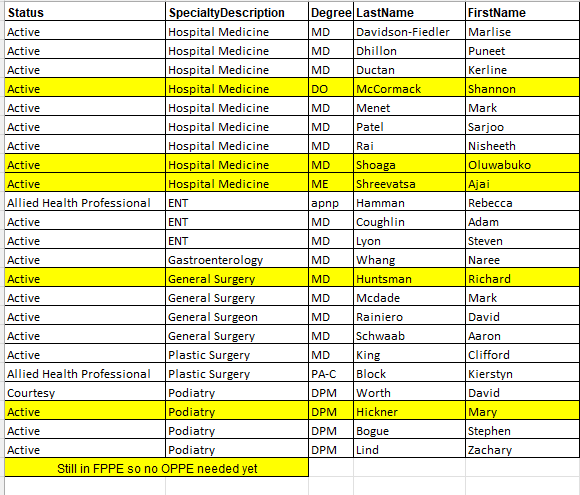 Status SpecialtyDescription Degree LastName FirstName
Active Hospital Medicine MD Davidson-Fiedler Marlise
Active Hospital Medicine MD Dhillon Puneet
Active Hospital Medicine MD Ductan Kerline
Active Hospital Medicine DO McCormack Shannon
Active Hospital Medicine MD Menet Mark
Active Hospital Medicine MD Patel Sarjoo
Active Hospital Medicine MD Rai Nisheeth
Active Hospital Medicine MD Shoaga Oluwabuko
Active Hospital Medicine ME Shreevatsa Ajai
Allied Health Professional ENT apnp Hamman Rebecca
Active ENT MD Coughlin Adam
Active ENT MD Lyon Steven
Active Gastroenterology MD Whang Naree
Active General Surgery MD Huntsman Richard
Active General Surgery MD Mcdade Mark
Active General Surgeon MD Rainiero David
Active General Surgery MD Schwaab Aaron
Active Plastic Surgery MD King Clifford
Allied Health Professional Plastic Surgery PA-C Block Kierstyn
Courtesy Podiatry DPM Worth David
Active Podiatry DPM Hickner Mary
Active Podiatry DPM Bogue Stephen
Active Podiatry DPM Lind Zachary
Still in FPPE so no OPPE needed yet